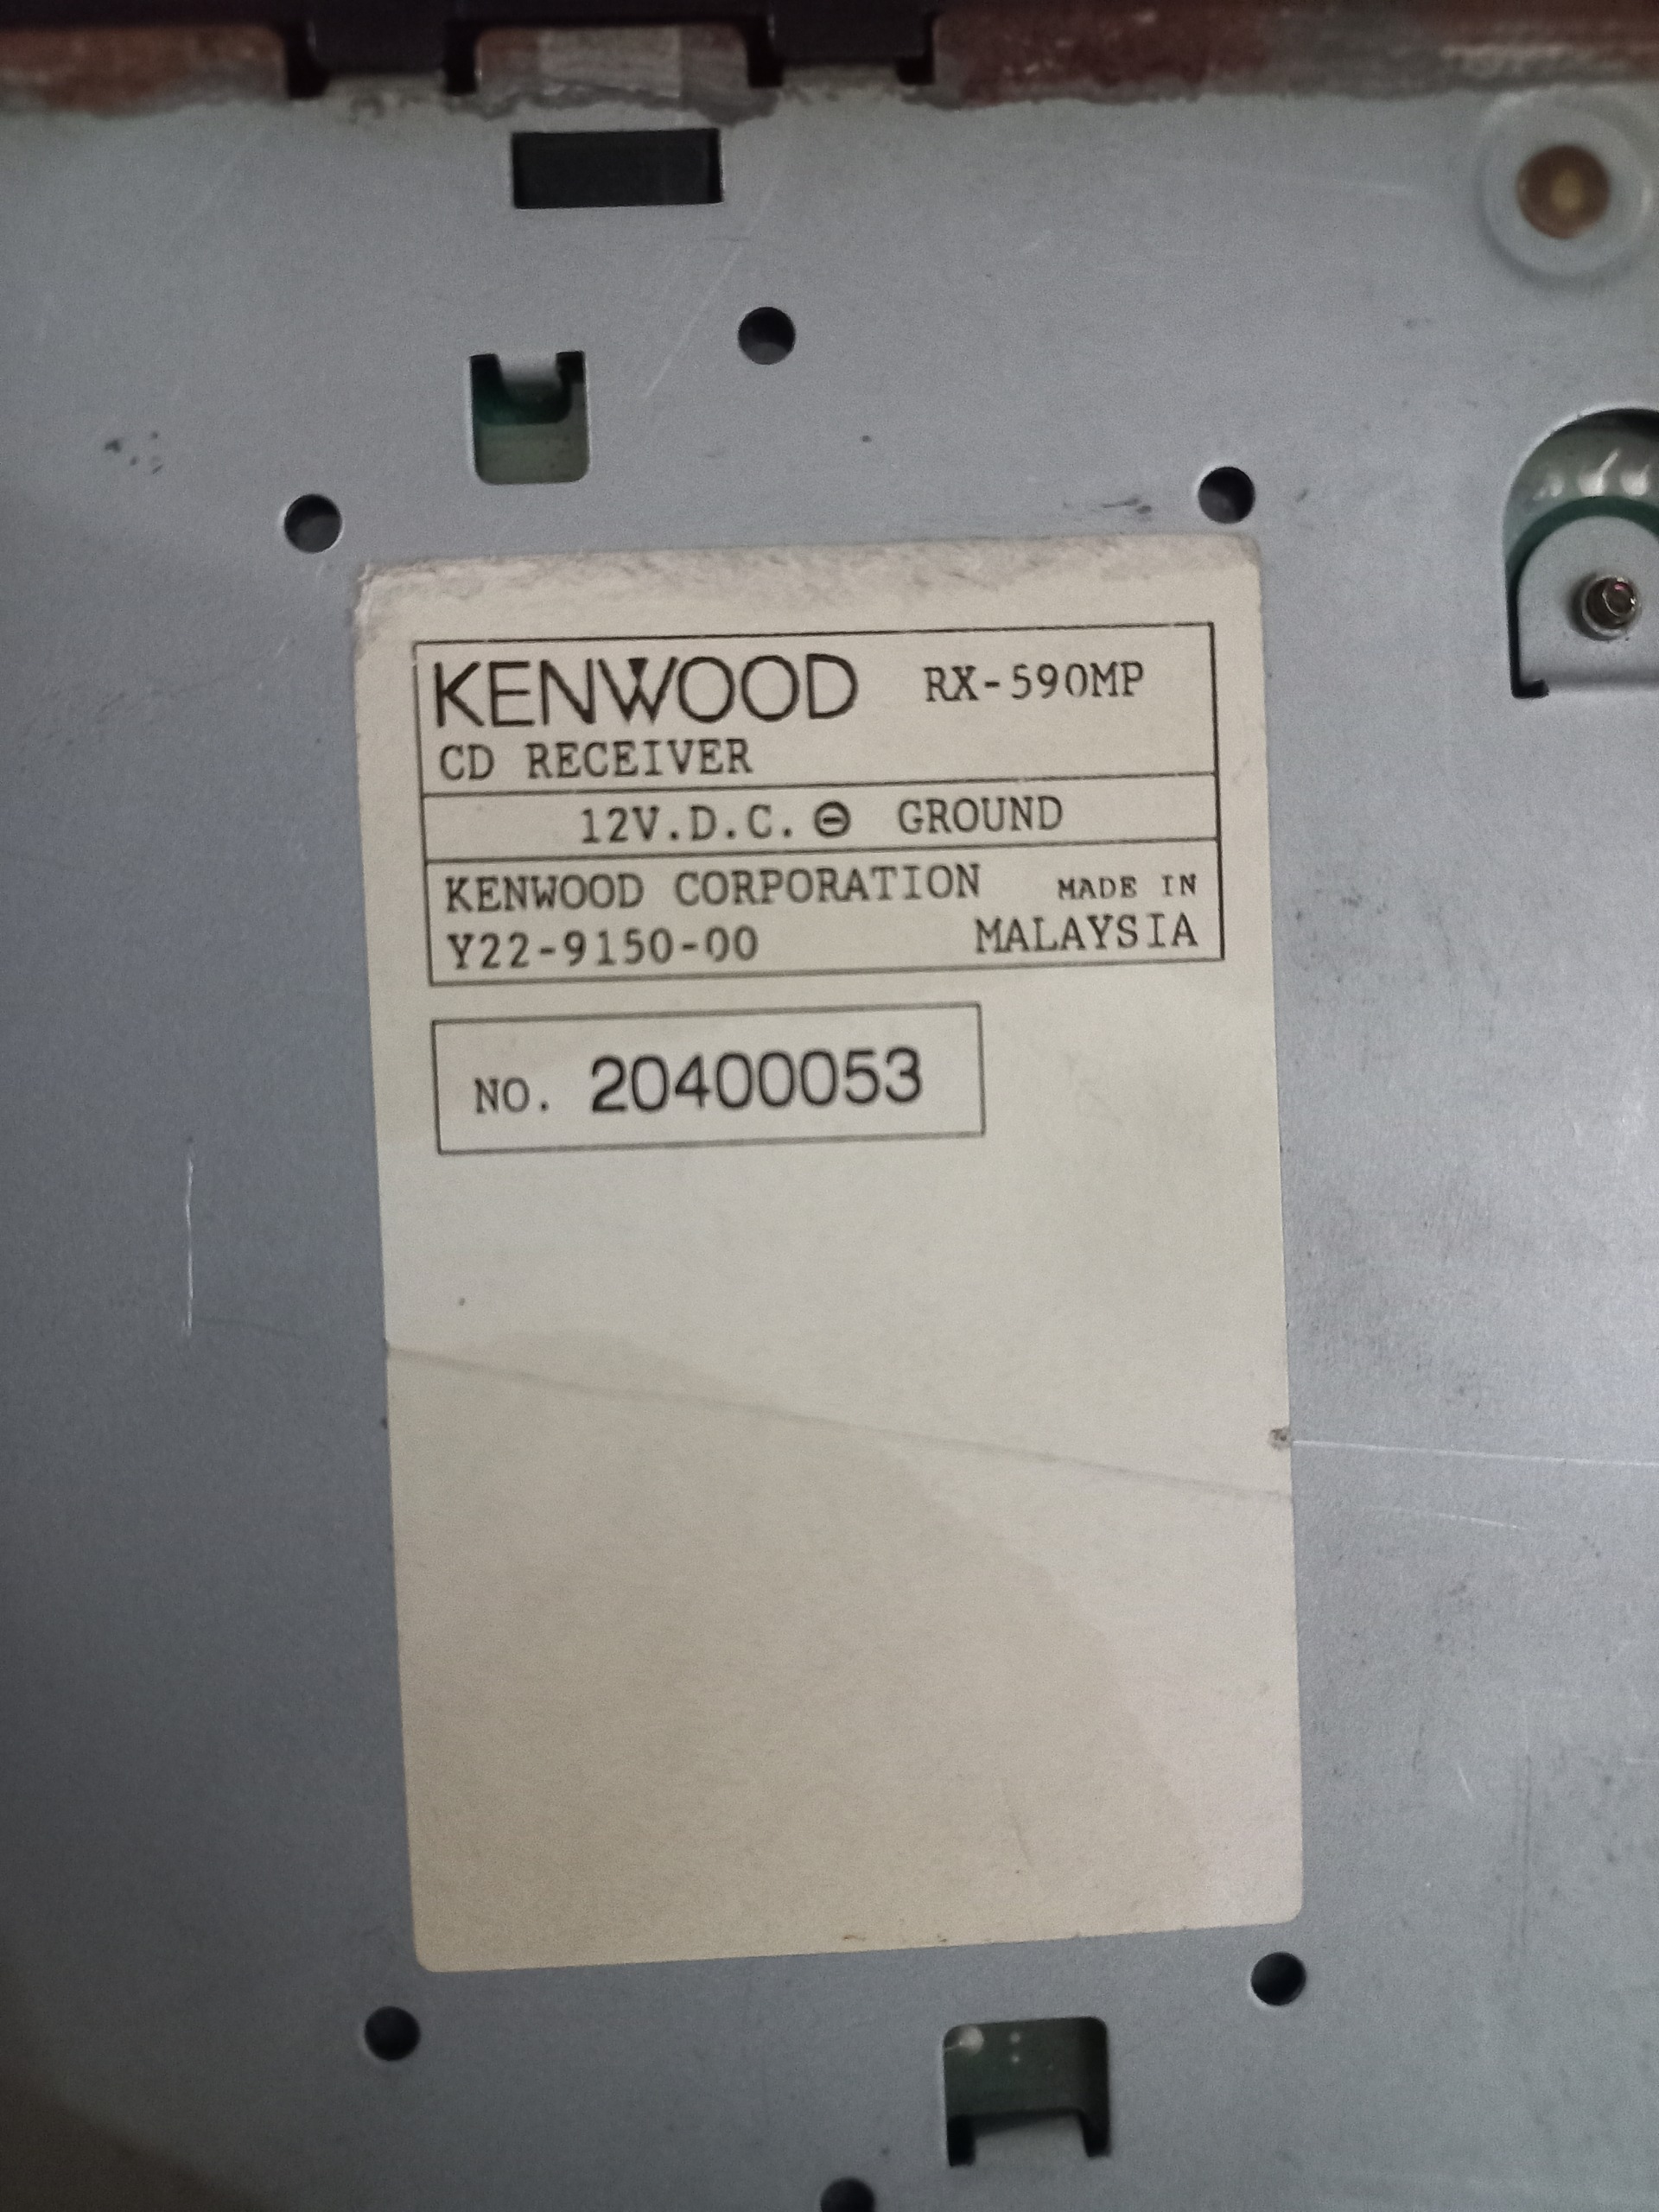 KENWOOD RX-590MP
CD RECEIVER
12V.D.C. ⊖ GROUND
KENWOOD CORPORATION MADE IN
Y22-9150-00 MALAYSIA
NO. 20400053